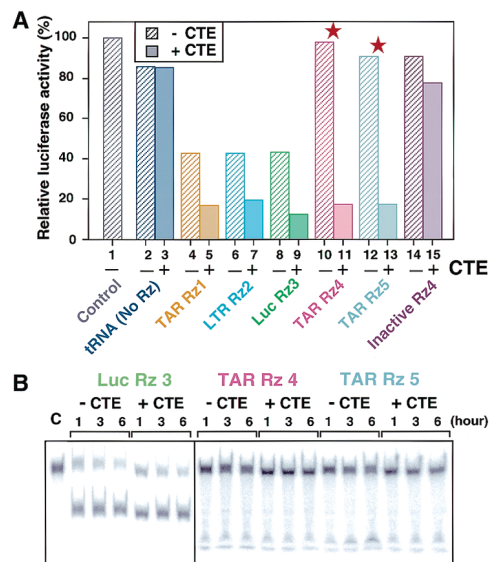 A
Relative luciferase activity (%)
100
80
60
40
20
0
- CTE
+ CTE
1 2 3 4 5 6 7 8 9 10 11 12 13 14 15
— — + — + — + — + — + — + — + CTE
Control
tRNA (No Rz)
TAR Rz1
LTR Rz2
Luc Rz3
TAR Rz4
TAR Rz5
Inactive Rz4
B
Luc Rz 3 TAR Rz 4 TAR Rz 5
- CTE + CTE - CTE + CTE - CTE + CTE
C 1 3 6 1 3 6 1 3 6 1 3 6 1 3 6 1 3 6 (hour)